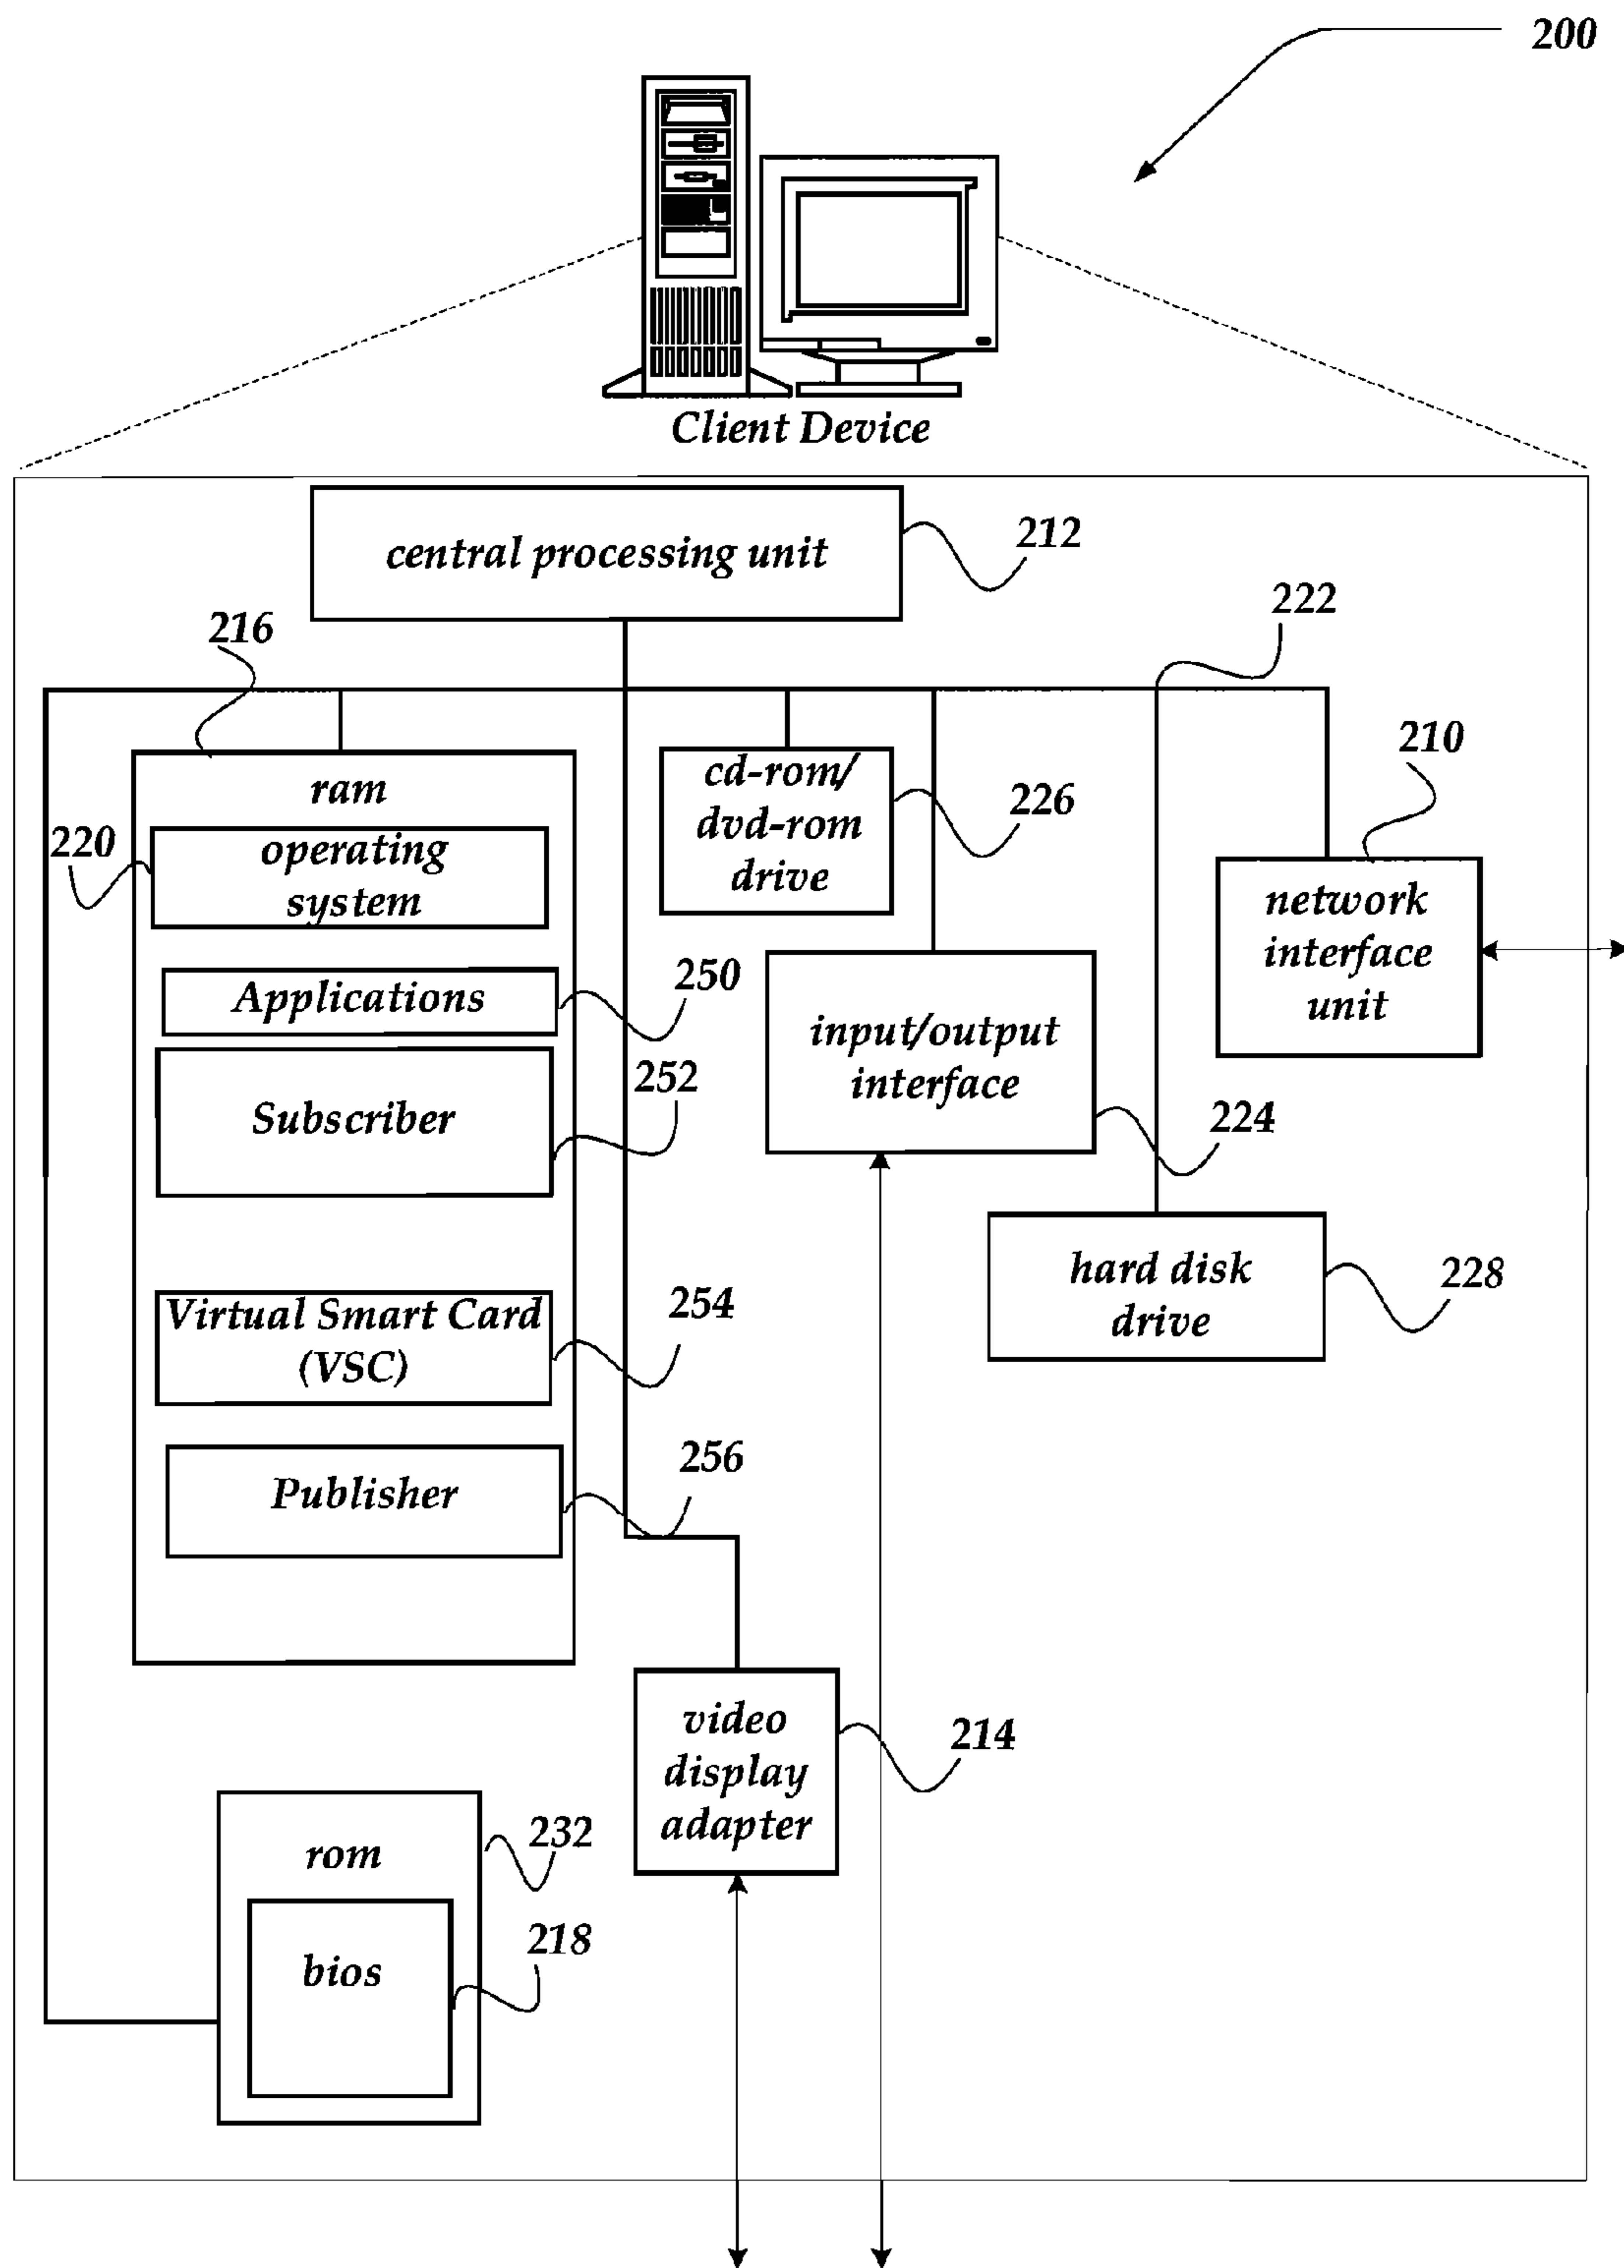 200
Client Device
central processing unit
212
222
216
210
ram
cd-rom/
dvd-rom
drive
226
220
operating
system
network
interface
unit
Applications
250
input/output
interface
252
Subscriber
224
hard disk
drive
228
Virtual Smart Card
(VSC)
254
256
Publisher
video
display
adapter
214
rom
232
bios
218